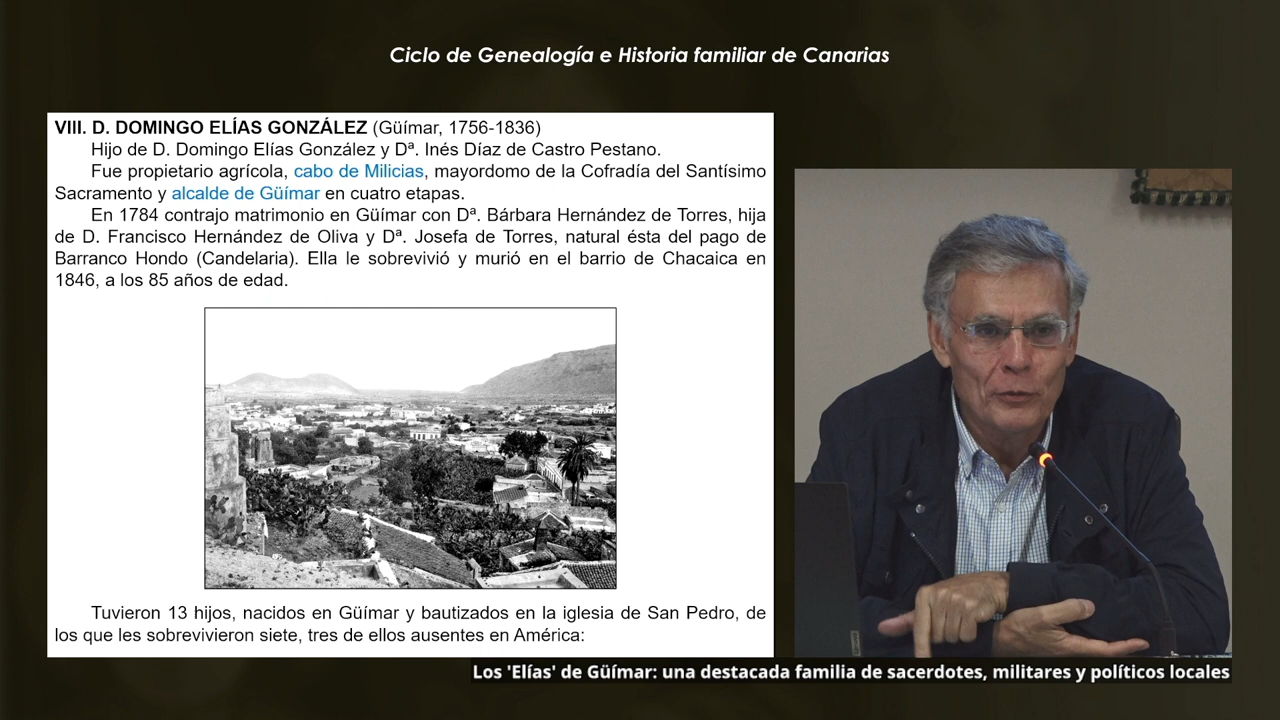 Ciclo de Genealogía e Historia familiar de Canarias
VIII. D. DOMINGO ELÍAS GONZÁLEZ (Güímar, 1756-1836)
Hijo de D. Domingo Elías González y Dª. Inés Díaz de Castro Pestano.
Fue propietario agrícola, cabo de Milicias, mayordomo de la Cofradía del Santísimo
Sacramento y alcalde de Güímar en cuatro etapas.
En 1784 contrajo matrimonio en Güímar con Dª. Bárbara Hernández de Torres, hija
de D. Francisco Hernández de Oliva y Dª. Josefa de Torres, natural ésta del pago de
Barranco Hondo (Candelaria). Ella le sobrevivió y murió en el barrio de Chacaica en
1846, a los 85 años de edad.
Tuvieron 13 hijos, nacidos en Güímar y bautizados en la iglesia de San Pedro, de
los que les sobrevivieron siete, tres de ellos ausentes en América:
Los 'Elías' de Güímar: una destacada familia de sacerdotes, militares y políticos locales